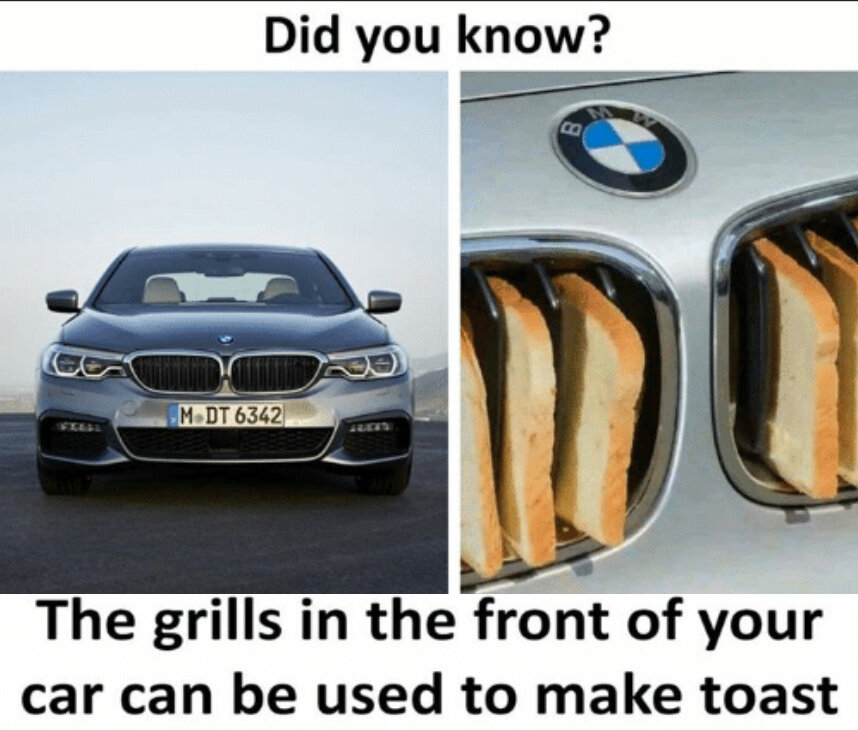 Did you know?
BMW
M DT 6342
The grills in the front of your
car can be used to make toast